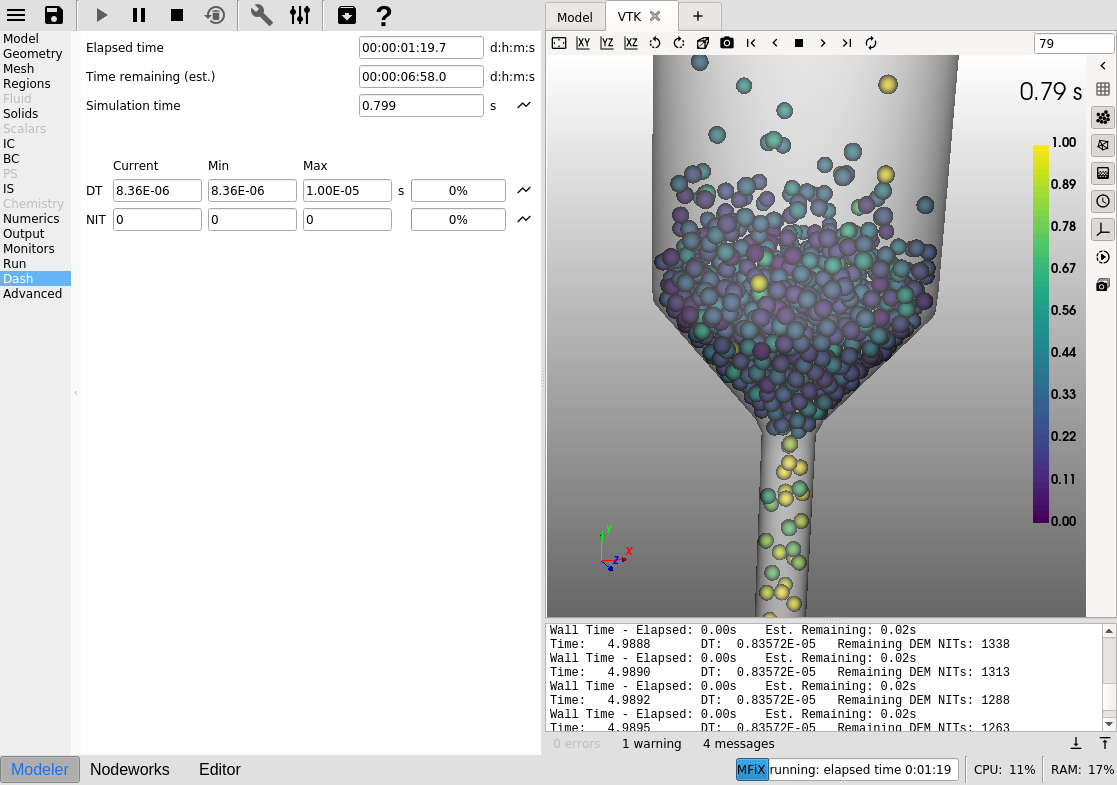 Model
Geometry
Mesh
Regions
Fluid
Solids
Scalars
IC
BC
PS
IS
Chemistry
Numerics
Output
Monitors
Run
Dash
Advanced
Elapsed time 00:00:01:19.7 d:h:m:s
Time remaining (est.) 00:00:06:58.0 d:h:m:s
Simulation time 0.799 s
Current Min Max
DT 8.36E-06 8.36E-06 1.00E-05 s 0%
NIT 0 0 0 0%
Model VTK +
XY YZ XZ 79
0.79 s
1.00
0.89
0.78
0.67
0.56
0.44
0.33
0.22
0.11
0.00
Y
X
Z
Wall Time - Elapsed: 0.00s Est. Remaining: 0.02s
Time: 4.9888 DT: 0.83572E-05 Remaining DEM NITs: 1338
Wall Time - Elapsed: 0.00s Est. Remaining: 0.02s
Time: 4.9890 DT: 0.83572E-05 Remaining DEM NITs: 1313
Wall Time - Elapsed: 0.00s Est. Remaining: 0.02s
Time: 4.9892 DT: 0.83572E-05 Remaining DEM NITs: 1288
Wall Time - Elapsed: 0.00s Est. Remaining: 0.02s
Time: 4.9895 DT: 0.83572E-05 Remaining DEM NITs: 1263
0 errors 1 warning 4 messages
Modeler Nodeworks Editor
MFiX running: elapsed time 0:01:19 CPU: 11% RAM: 17%